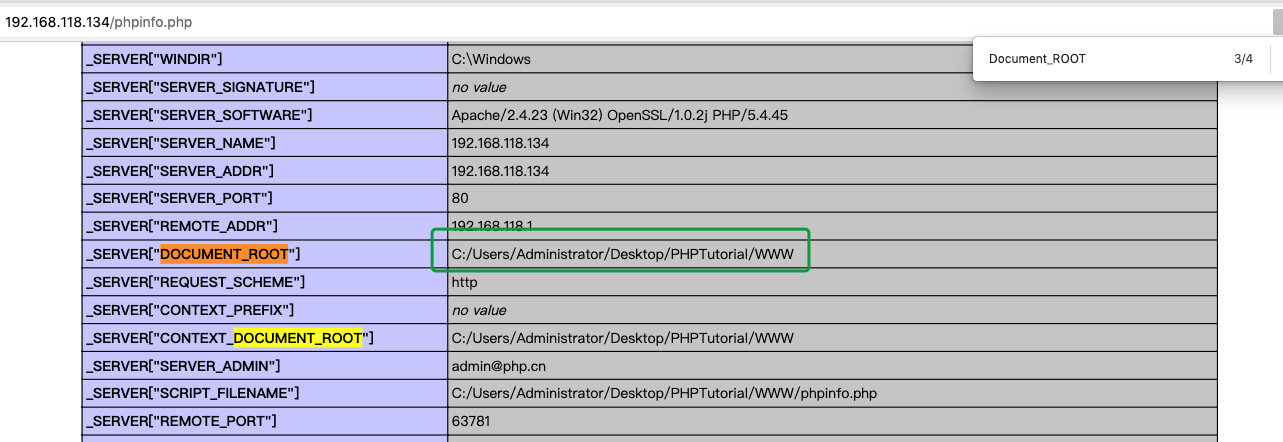 192.168.118.134/phpinfo.php
Document_ROOT 3/4
_SERVER["WINDIR"] C:\Windows
_SERVER["SERVER_SIGNATURE"] no value
_SERVER["SERVER_SOFTWARE"] Apache/2.4.23 (Win32) OpenSSL/1.0.2j PHP/5.4.45
_SERVER["SERVER_NAME"] 192.168.118.134
_SERVER["SERVER_ADDR"] 192.168.118.134
_SERVER["SERVER_PORT"] 80
_SERVER["REMOTE_ADDR"] 192.168.118.1
_SERVER["DOCUMENT_ROOT"] C:/Users/Administrator/Desktop/PHPTutorial/WWW
_SERVER["REQUEST_SCHEME"] http
_SERVER["CONTEXT_PREFIX"] no value
_SERVER["CONTEXT_DOCUMENT_ROOT"] C:/Users/Administrator/Desktop/PHPTutorial/WWW
_SERVER["SERVER_ADMIN"] admin@php.cn
_SERVER["SCRIPT_FILENAME"] C:/Users/Administrator/Desktop/PHPTutorial/WWW/phpinfo.php
_SERVER["REMOTE_PORT"] 63781